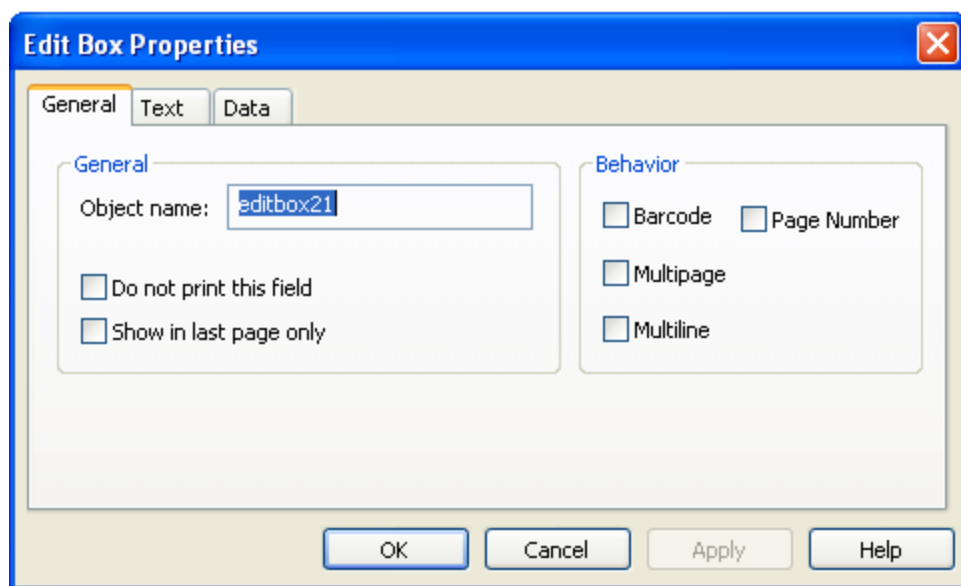 Edit Box Properties
General Text Data
General
Object name: editbox21
Do not print this field
Show in last page only
Behavior
Barcode Page Number
Multipage
Multiline
OK Cancel Apply Help